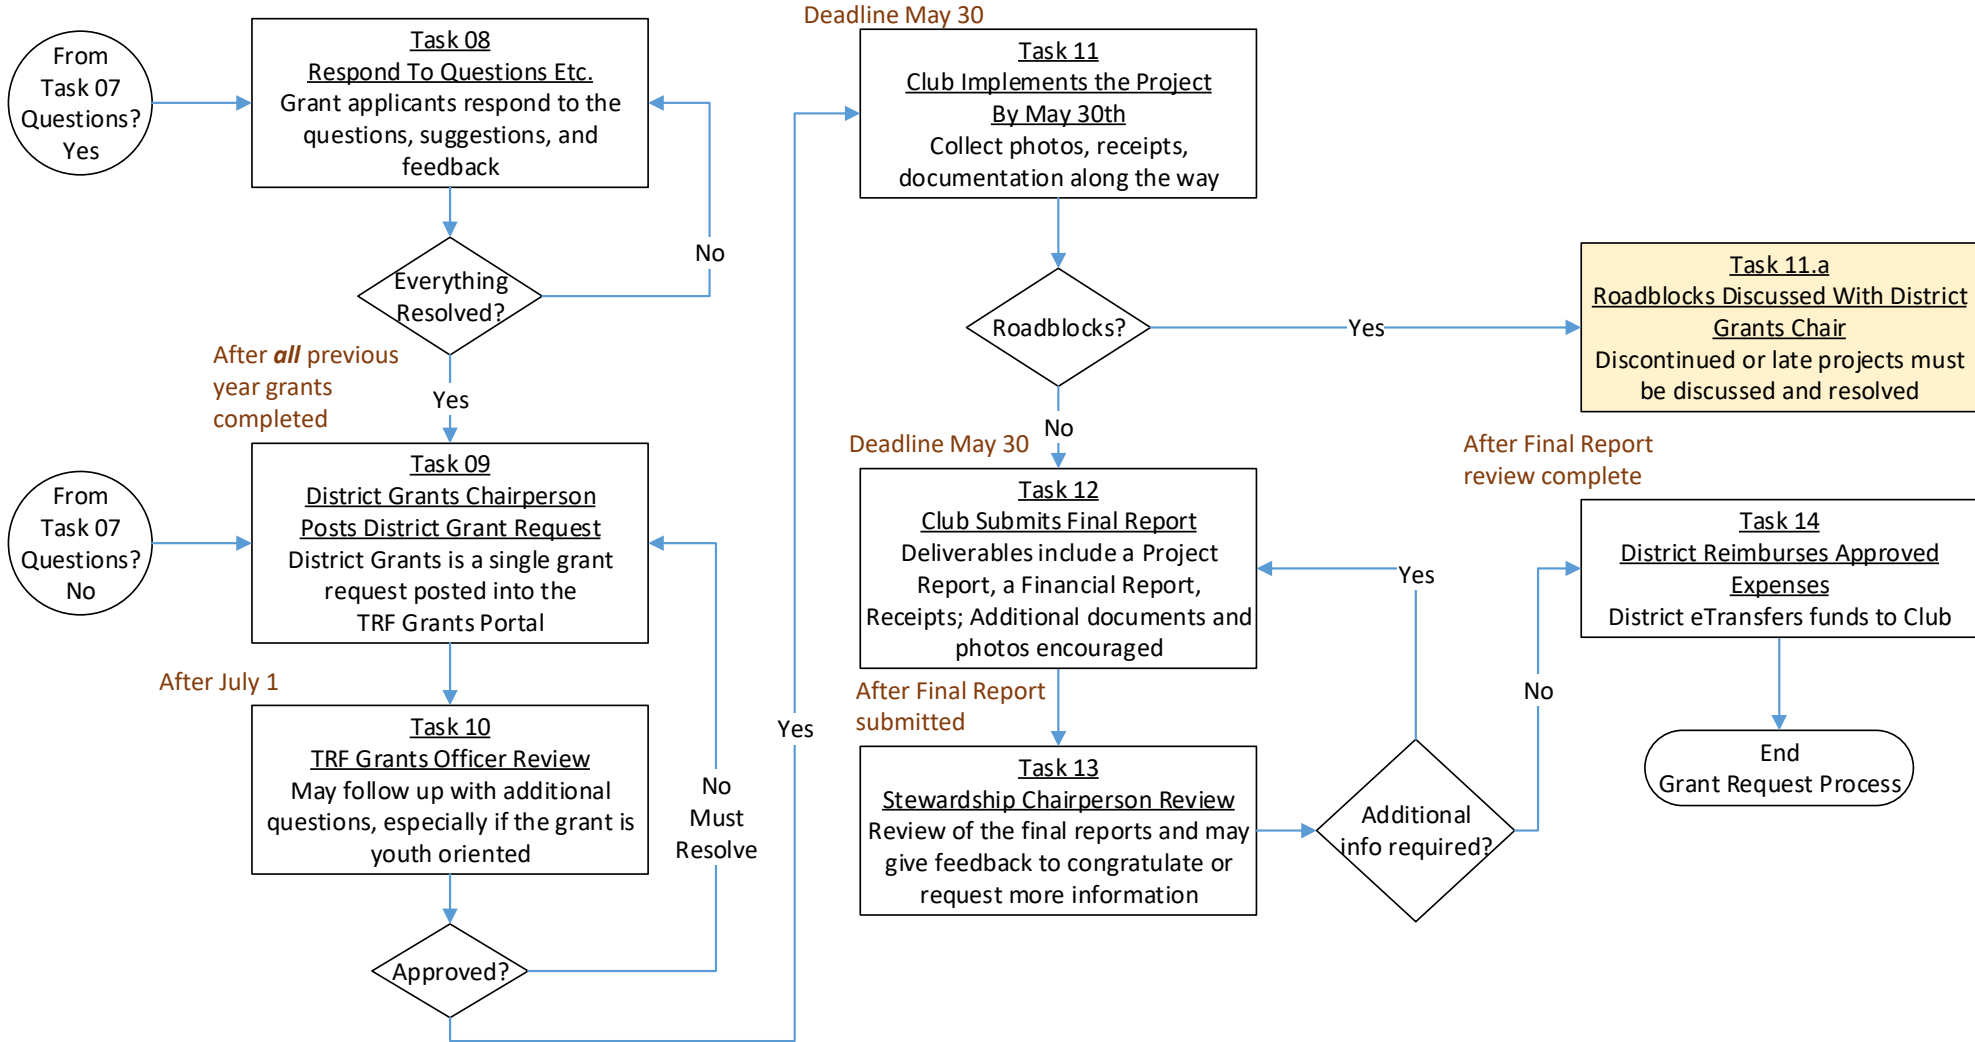 From
Task 07
Questions?
Yes
Task 08
Respond To Questions Etc.
Grant applicants respond to the
questions, suggestions, and
feedback
No
Everything
Resolved?
After all previous
year grants
completed
Yes
From
Task 07
Questions?
No
Task 09
District Grants Chairperson
Posts District Grant Request
District Grants is a single grant
request posted into the
TRF Grants Portal
After July 1
Task 10
TRF Grants Officer Review
May follow up with additional
questions, especially if the grant is
youth oriented
No
Must
Resolve
Approved?
Yes
Deadline May 30
Task 11
Club Implements the Project
By May 30th
Collect photos, receipts,
documentation along the way
Roadblocks?
Yes
Task 11.a
Roadblocks Discussed With District
Grants Chair
Discontinued or late projects must
be discussed and resolved
No
Deadline May 30
Task 12
Club Submits Final Report
Deliverables include a Project
Report, a Financial Report,
Receipts; Additional documents and
photos encouraged
After Final Report
submitted
Task 13
Stewardship Chairperson Review
Review of the final reports and may
give feedback to congratulate or
request more information
Additional
info required?
Yes
No
After Final Report
review complete
Task 14
District Reimburses Approved
Expenses
District eTransfers funds to Club
End
Grant Request Process